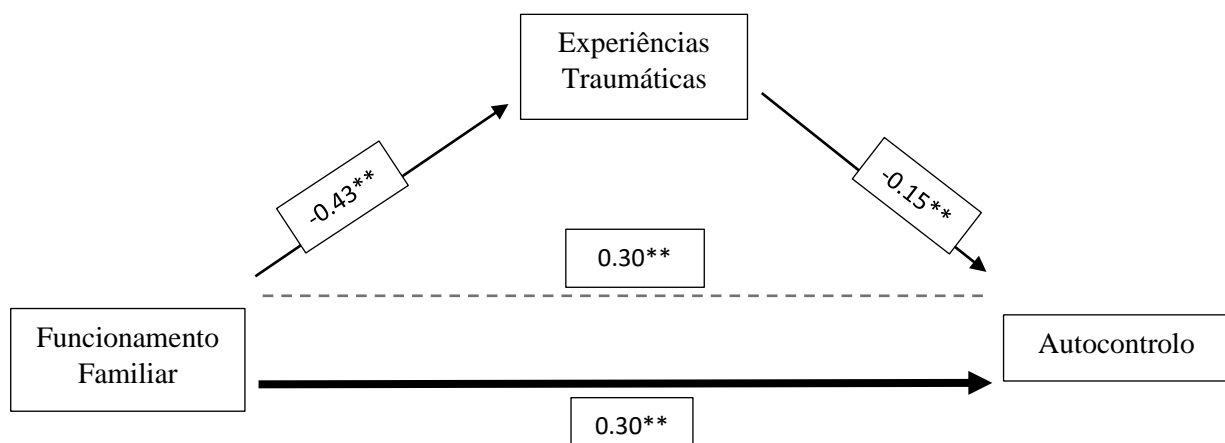 Experiências
Traumáticas
-0.43**
-0.15**
0.30**
Funcionamento
Familiar
Autocontrolo
0.30**